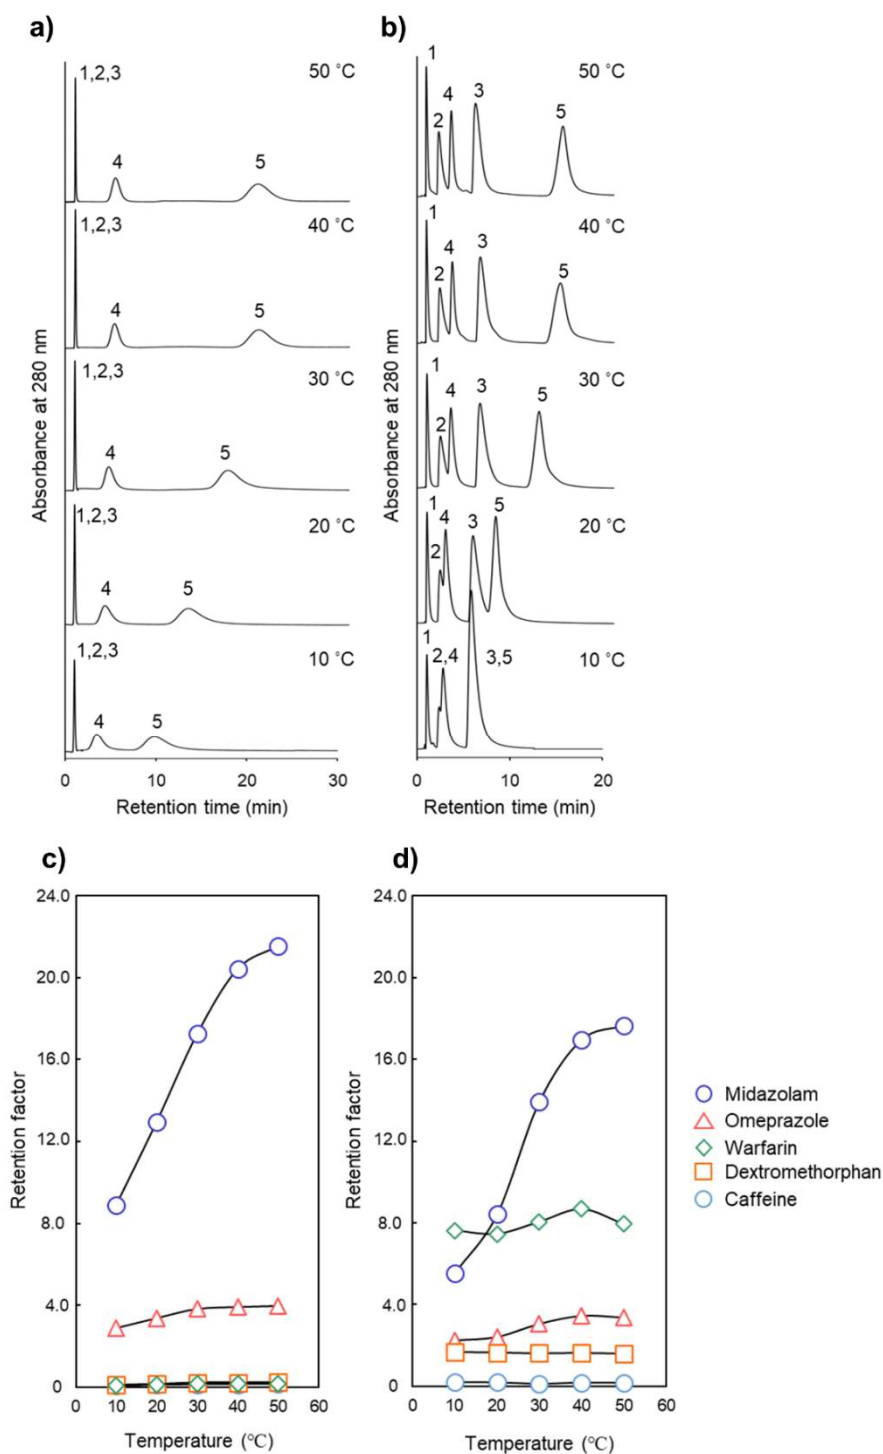 a)
Absorbance at 280 nm
1,2,3
50 °C
4
5
1,2,3
40 °C
4
5
1,2,3
30 °C
4
5
1,2,3
20 °C
4
5
1,2,3
10 °C
4
5
0
10
20
30
Retention time (min)
b)
Absorbance at 280 nm
1
50 °C
2
4
3
5
1
40 °C
2
4
3
5
1
30 °C
2
4
3
5
1
20 °C
2
4
3
5
1
10 °C
2,4
3,5
0
10
20
Retention time (min)
c)
Retention factor
24.0
20.0
16.0
12.0
8.0
4.0
0
0 10 20 30 40 50 60
Temperature (℃)
d)
Retention factor
24.0
20.0
16.0
12.0
8.0
4.0
0
0 10 20 30 40 50 60
Temperature (℃)
Midazolam
Omeprazole
Warfarin
Dextromethorphan
Caffeine